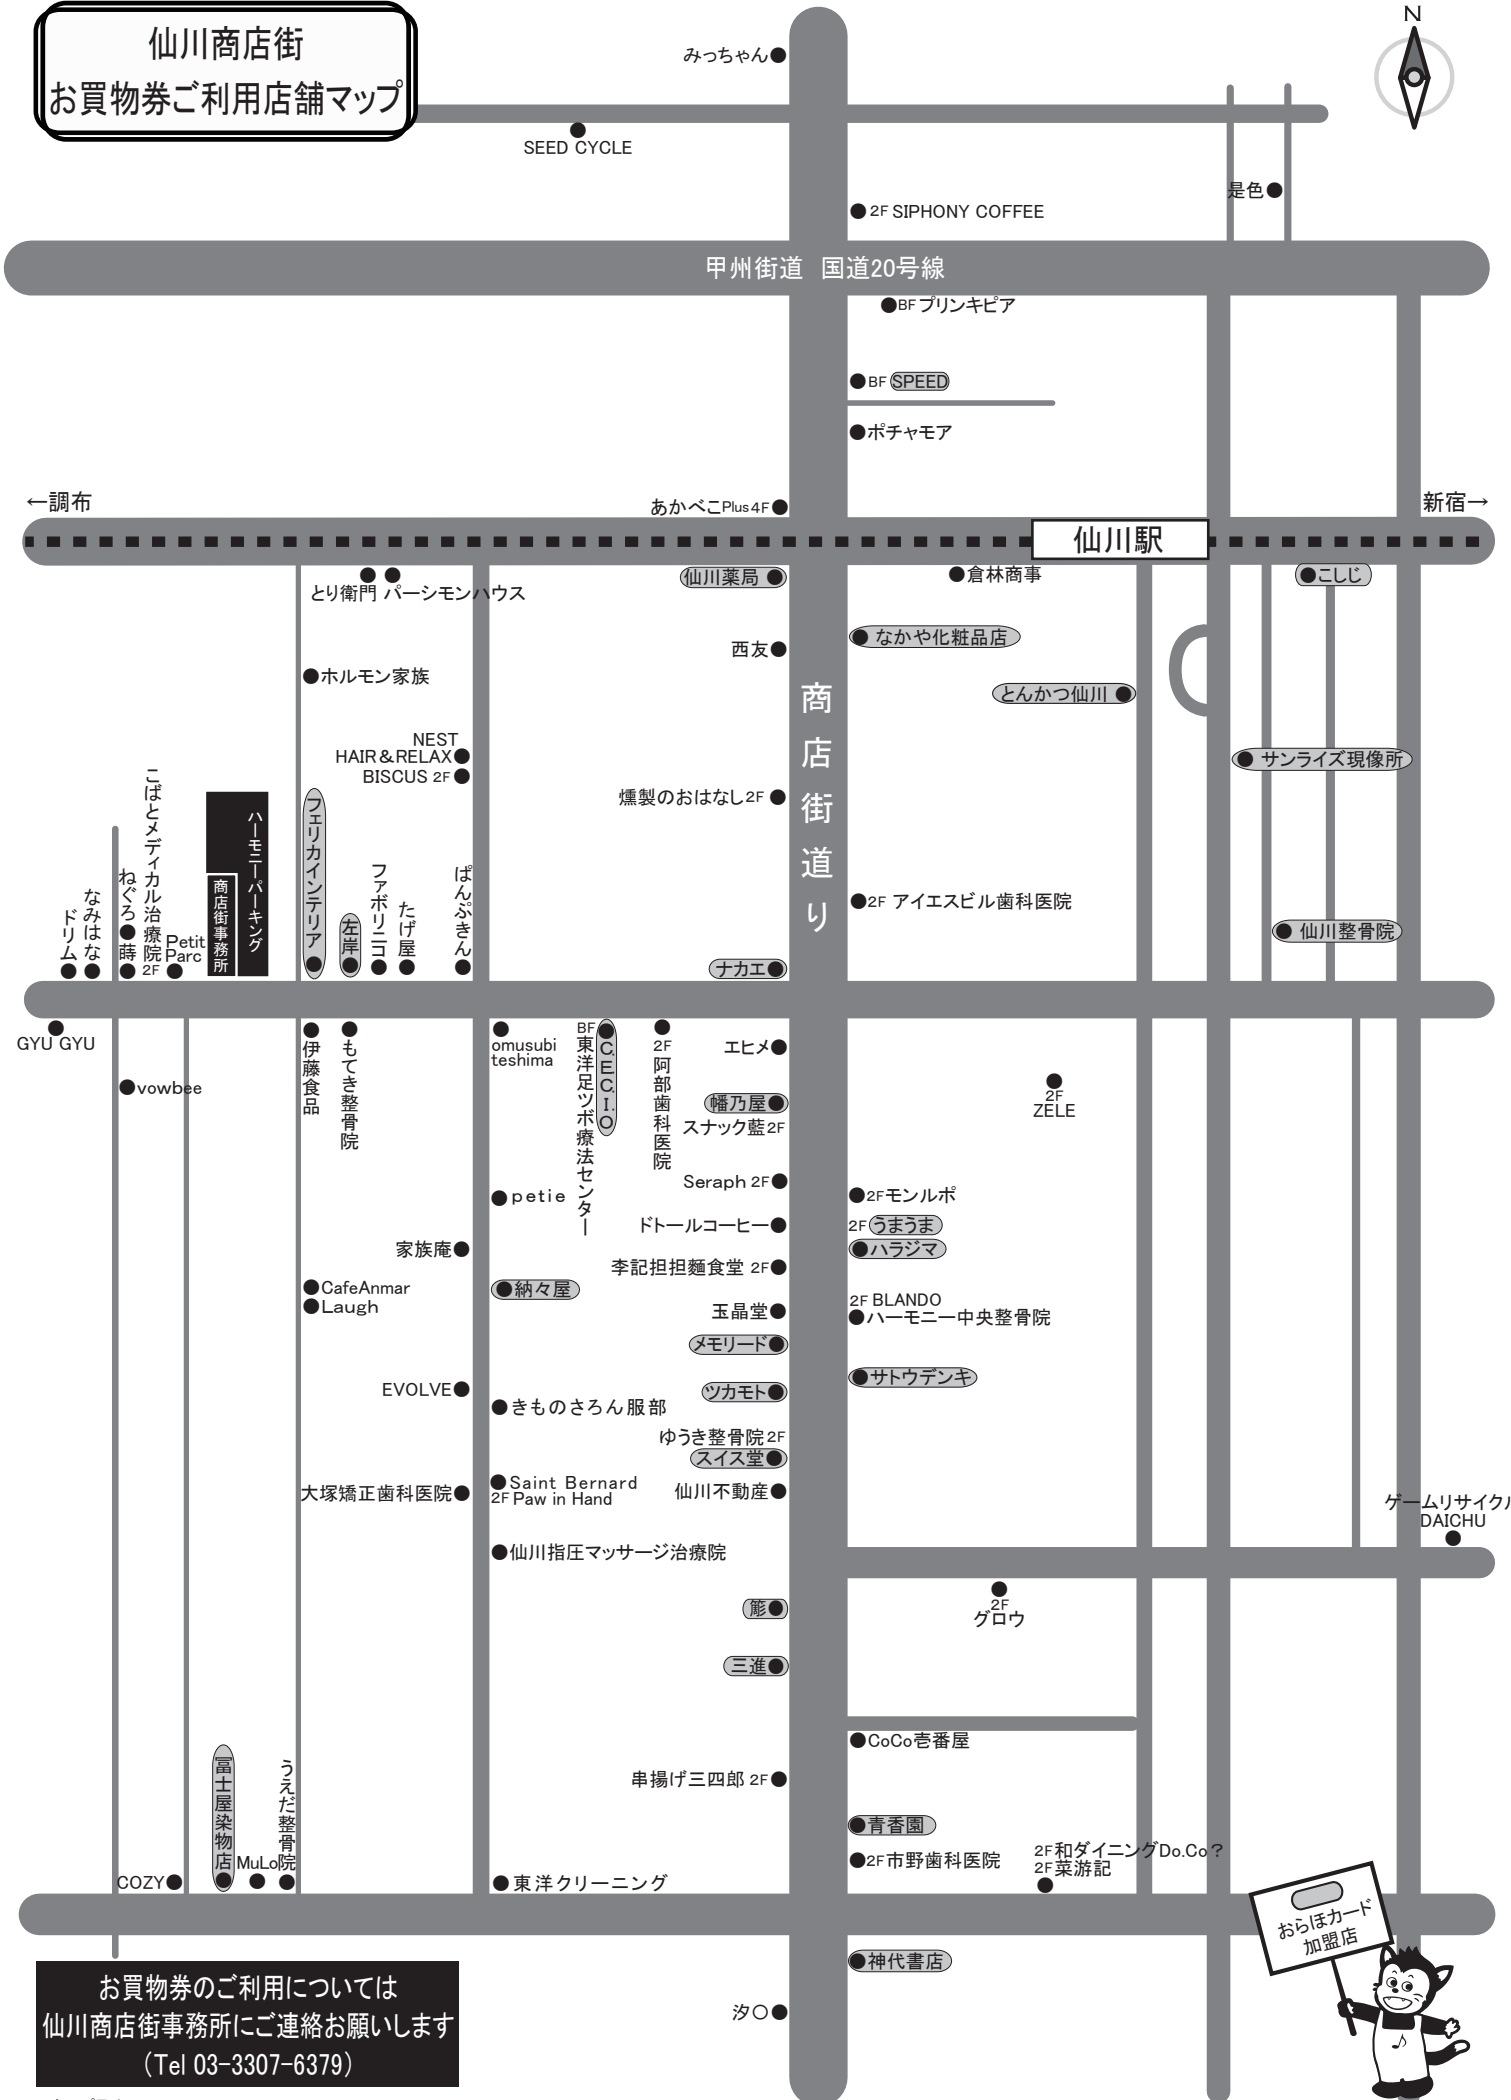 仙川商店街
お買物券ご利用店舗マップ
N
みっちゃん
SEED CYCLE
是色
2F SIPHONY COFFEE
甲州街道 国道20号線
BF プリンキピア
BF SPEED
ポチャモア
←調布
あかべこPlus4F
新宿→
仙川駅
とり衛門 パーシモンハウス
仙川薬局
倉林商事
こしじ
なかや化粧品店
西友
ホルモン家族
とんかつ仙川
商店街道り
NEST
HAIR&RELAX
BISCUS 2F
サンライズ現像所
燻製のおはなし2F
ドリム
なみはな
ねぐろ
蒔
こばとメディカル治療院
2F
Petit
Parc
商店街事務所
ハーモニーパーキング
フェリカインテリア
左岸
ファボリニコ
たげ屋
ぱんぷきん
2F アイエスビル歯科医院
仙川整骨院
ナカエ
GYU GYU
vowbee
伊藤食品
もてき整骨院
omusubi
teshima
BF
東洋足ツボ療法センター
C.E.C.I.O
2F
阿部歯科医院
エヒメ
幡乃屋
スナック藍2F
2F
ZELE
Seraph 2F
petie
2Fモンルポ
ドトールコーヒー
2F うまうま
家族庵
ハラジマ
李記担担麺食堂 2F
CafeAnmar
Laugh
納々屋
2F BLANDO
玉晶堂
ハーモニー中央整骨院
メモリード
サトウデンキ
EVOLVE
ツカモト
きものさろん服部
ゆうき整骨院2F
スイス堂
大塚矯正歯科医院
Saint Bernard
2F Paw in Hand
仙川不動産
ゲームリサイクル
DAICHU
仙川指圧マッサージ治療院
2F
グロウ
三進
CoCo壱番屋
串揚げ三四郎 2F
冨士屋染物店
うえだ整骨院
青香園
COZY
MuLo
東洋クリーニング
2F市野歯科医院
2F和ダイニングDo.Co?
2F菜游記
おらほカード
加盟店
神代書店
汐〇
お買物券のご利用については
仙川商店街事務所にご連絡お願いします
(Tel 03-3307-6379)